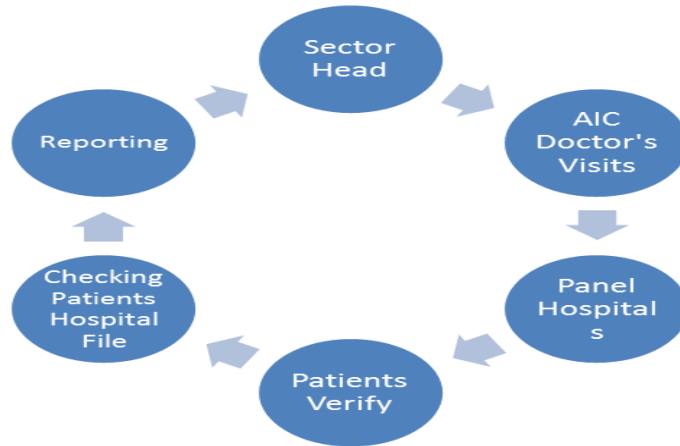 Sector
Head
AIC
Doctor's
Visits
Panel
Hospital
s
Patients
Verify
Checking
Patients
Hospital
File
Reporting